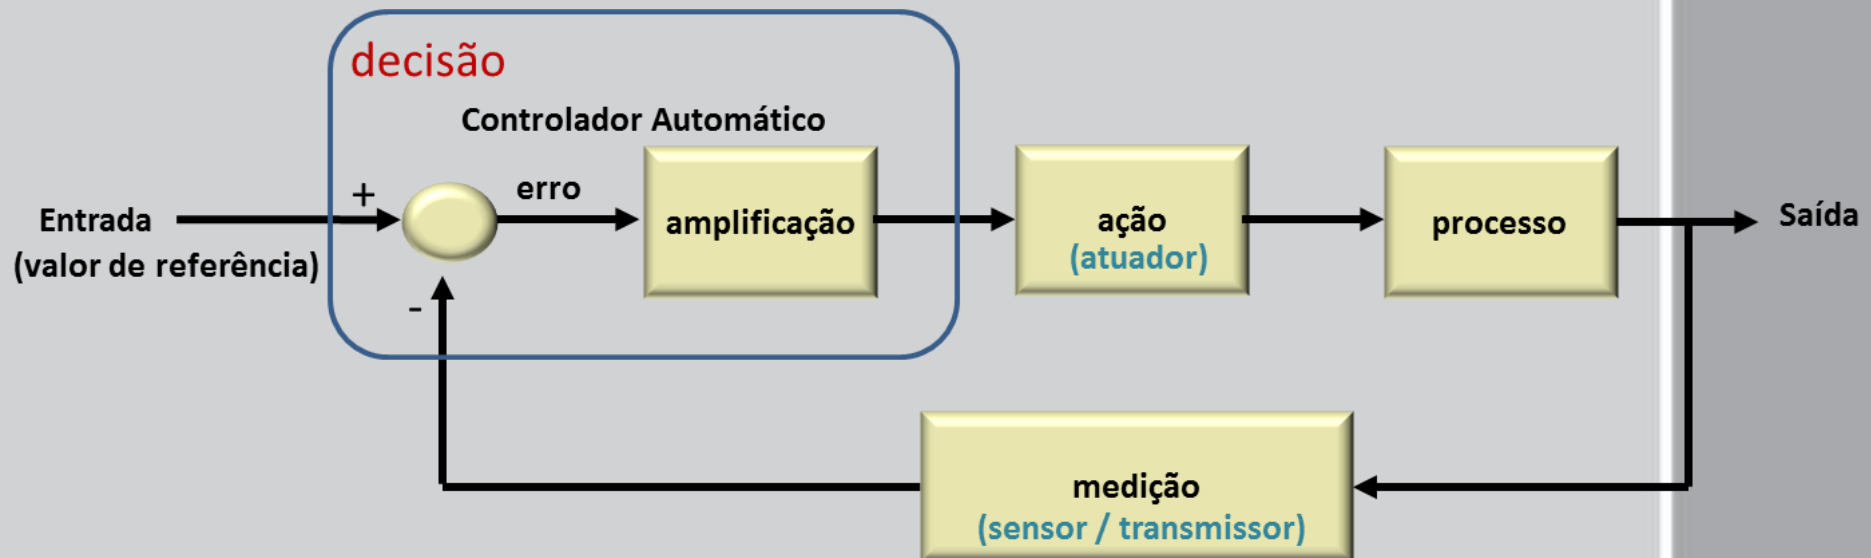 decisão
Controlador Automático
+
erro
Entrada
(valor de referência)
amplificação
ação
(atuador)
processo
Saída
-
medição
(sensor / transmissor)